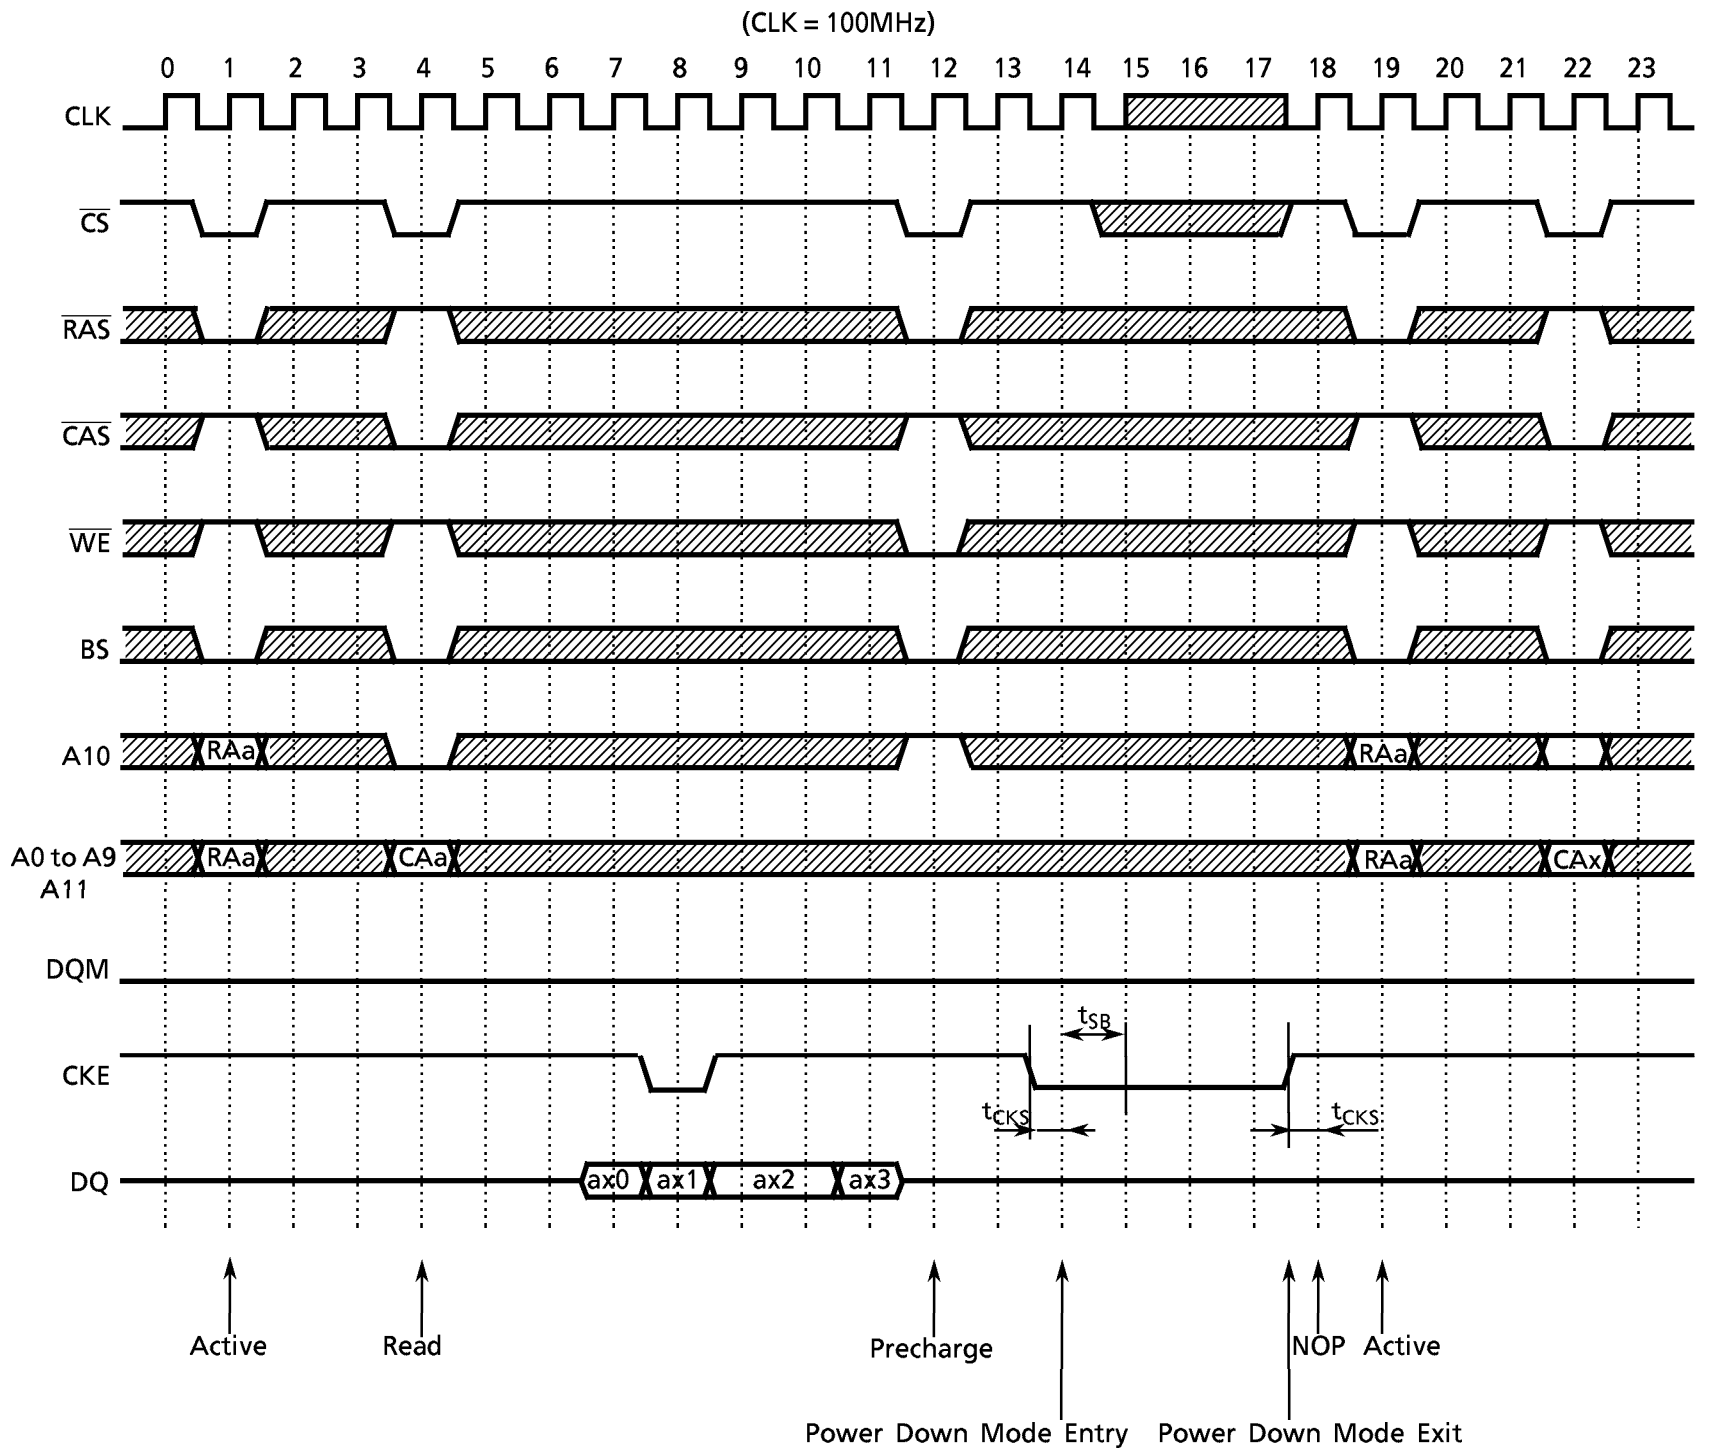 (CLK = 100MHz)
0 1 2 3 4 5 6 7 8 9 10 11 12 13 14 15 16 17 18 19 20 21 22 23
CLK
CS
RAS
CAS
WE
BS
A10 RAa RAa
A0 to A9 RAa CAa RAa CAx
A11
DQM
tSB
CKE
tCKS tCKS
DQ ax0 ax1 ax2 ax3
Active Read Precharge NOP Active
Power Down Mode Entry Power Down Mode Exit